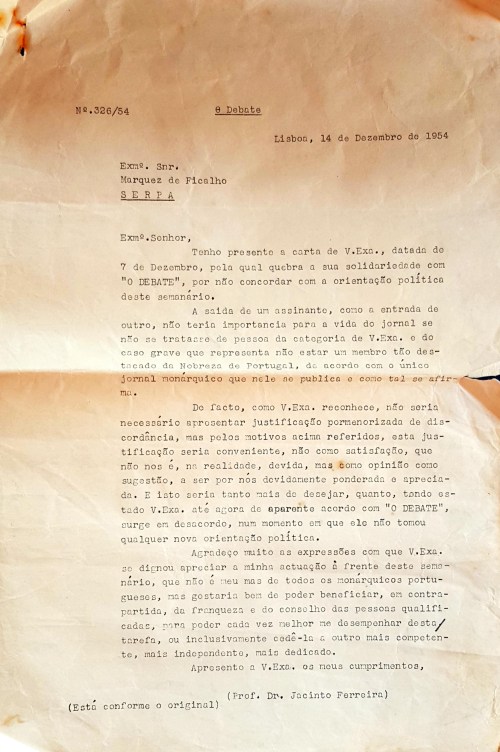 Nº.326/54
O Debate
Lisboa, 14 de Dezembro de 1954
Exmº. Snr.
Marquez de Ficalho
S E R P A
Exmº.Senhor,
Tenho presente a carta de V.Exa., datada de
7 de Dezembro, pela qual quebra a sua solidariedade com
"O DEBATE", por não concordar com a orientação política
deste semanário.
A saida de um assinante, como a entrada de
outro, não teria importancia para a vida do jornal se
não se tratasse de pessoa da categoria de V.Exa. e do
caso grave que representa não estar um membro tão des-
tacado da Nobreza de Portugal, de acordo com o único
jornal monárquico que nele se publica e como tal se afir-
ma.
De facto, como V.Exa. reconhece, não seria
necessário apresentar justificação pormenorizada de dis-
cordância, mas pelos motivos acima referidos, esta jus-
tificação seria conveniente, não como satisfação, que
não nos é, na realidade, devida, mas como opinião como
sugestão, a ser por nós devidamente ponderada e aprecia-
da. E isto seria tanto mais de desejar, quanto, tendo es-
tado V.Exa. até agora de aparente acordo com "O DEBATE",
surge em desacordo, num momento em que ele não tomou
qualquer nova orientação política.
Agradeço muito as expressões com que V.Exa.
se dignou apreciar a minha actuação à frente deste sema-
nário, que não é meu mas de todos os monárquicos portu-
gueses, mas gostaria bem de poder beneficiar, em contra-
partida, da franqueza e do conselho das pessoas qualifi-
cadas, para poder cada vez melhor me desempenhar desta/
tarefa, ou inclusivamente cedê-la a outro mais competen-
te, mais independente, mais dedicado.
Apresento a V.Exa. os meus cumprimentos,
(Prof. Dr. Jacinto Ferreira)
(Está conforme o original)